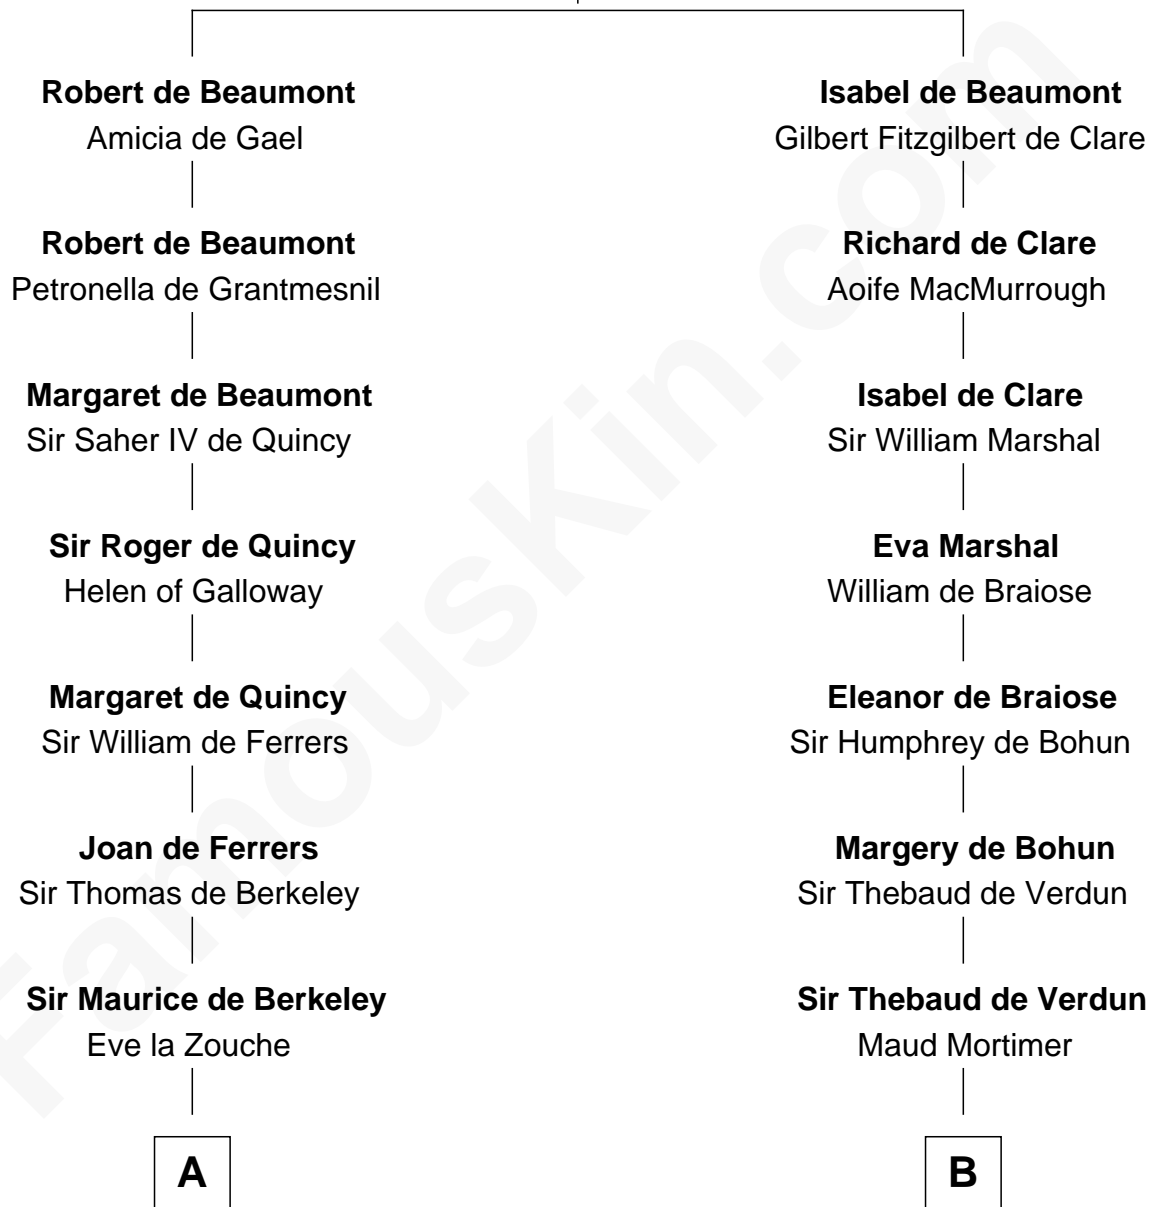 Robert de Beaumont
Amicia de Gael
Robert de Beaumont
Petronella de Grantmesnil
Margaret de Beaumont
Sir Saher IV de Quincy
Sir Roger de Quincy
Helen of Galloway
Margaret de Quincy
Sir William de Ferrers
Joan de Ferrers
Sir Thomas de Berkeley
Sir Maurice de Berkeley
Eve la Zouche
A
Isabel de Beaumont
Gilbert Fitzgilbert de Clare
Richard de Clare
Aoife MacMurrough
Isabel de Clare
Sir William Marshal
Eva Marshal
William de Braiose
Eleanor de Braiose
Sir Humphrey de Bohun
Margery de Bohun
Sir Thebaud de Verdun
Sir Thebaud de Verdun
Maud Mortimer
B
FamousKin.com